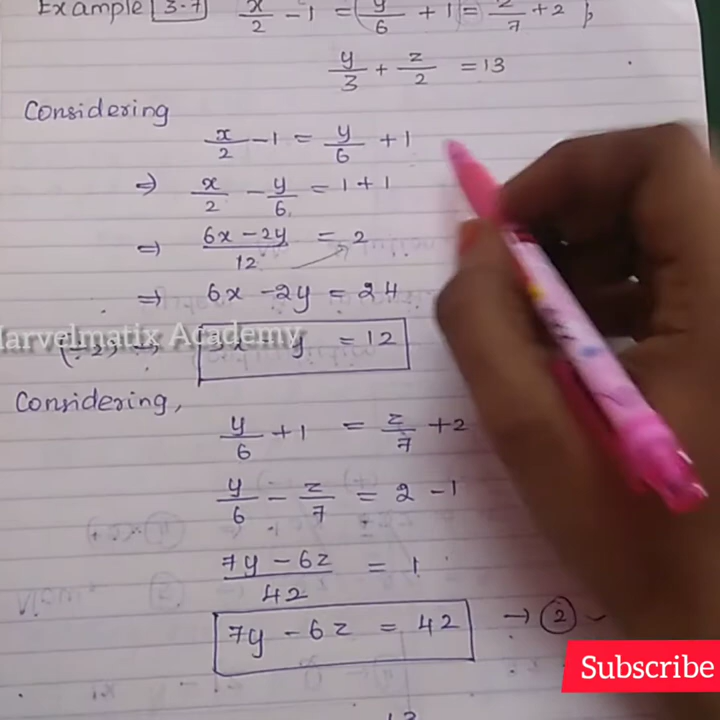 Example 3.7 x/2 - 1 = y/6 + 1 = z/7 + 2 ;
y/3 + z/2 = 13
Considering
x/2 - 1 = y/6 + 1
⇒ x/2 - y/6 = 1 + 1
⇒ 6x - 2y/12 = 2
⇒ 6x - 2y = 24
Marvelmatix Academy
(÷2) ⇒ y = 12
Considering,
y/6 + 1 = z/7 + 2
y/6 - z/7 = 2 - 1
7y - 6z/42 = 1
7y - 6z = 42 → ②
Subscribe